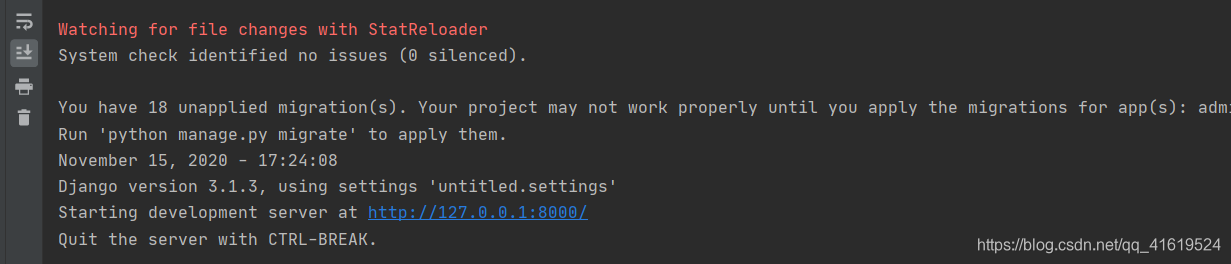 Watching for file changes with StatReloader
System check identified no issues (0 silenced).
You have 18 unapplied migration(s). Your project may not work properly until you apply the migrations for app(s): adm
Run 'python manage.py migrate' to apply them.
November 15, 2020 - 17:24:08
Django version 3.1.3, using settings 'untitled.settings'
Starting development server at http://127.0.0.1:8000/
Quit the server with CTRL-BREAK.
https://blog.csdn.net/qq_41619524